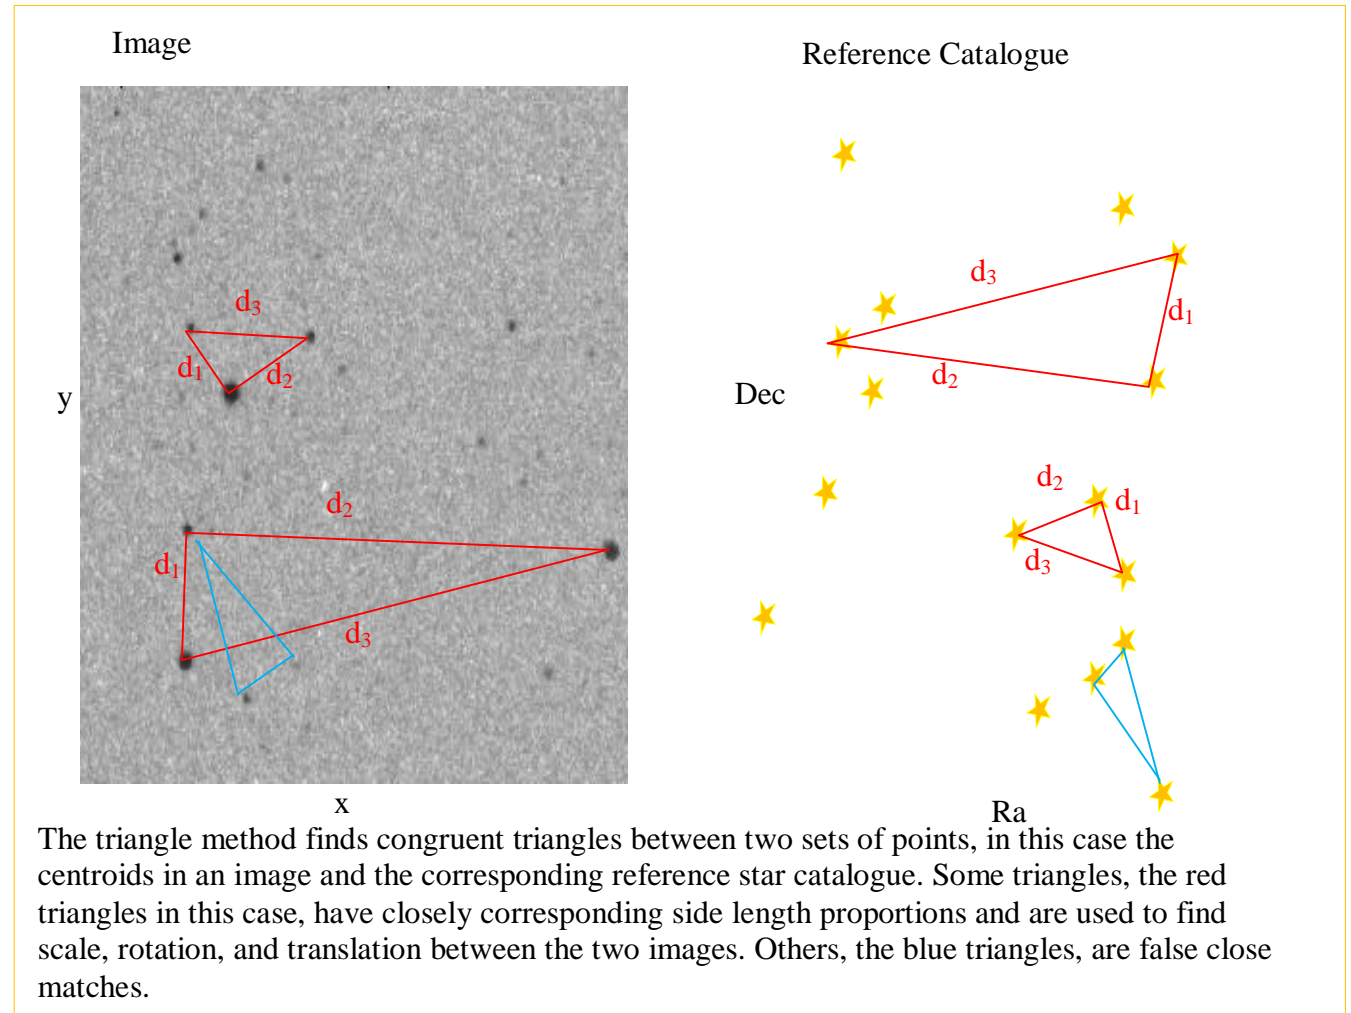 Image
Reference Catalogue
d₃
d₁
d₂
y
d₂
d₁
d₃
x
d₃
d₁
d₂
Dec
d₂
d₁
d₃
Ra
The triangle method finds congruent triangles between two sets of points, in this case the
centroids in an image and the corresponding reference star catalogue. Some triangles, the red
triangles in this case, have closely corresponding side length proportions and are used to find
scale, rotation, and translation between the two images. Others, the blue triangles, are false close
matches.